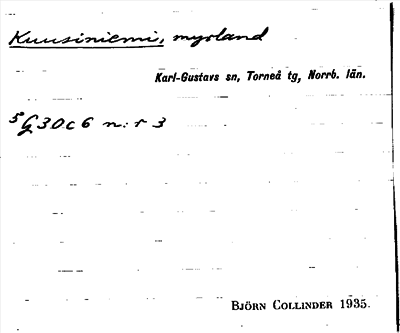 Kuusiniemi, myrland
Karl-Gustavs sn, Torneå tg, Norrb. län.
5G30c6 n:r 3
BJÖRN COLLINDER 1935.